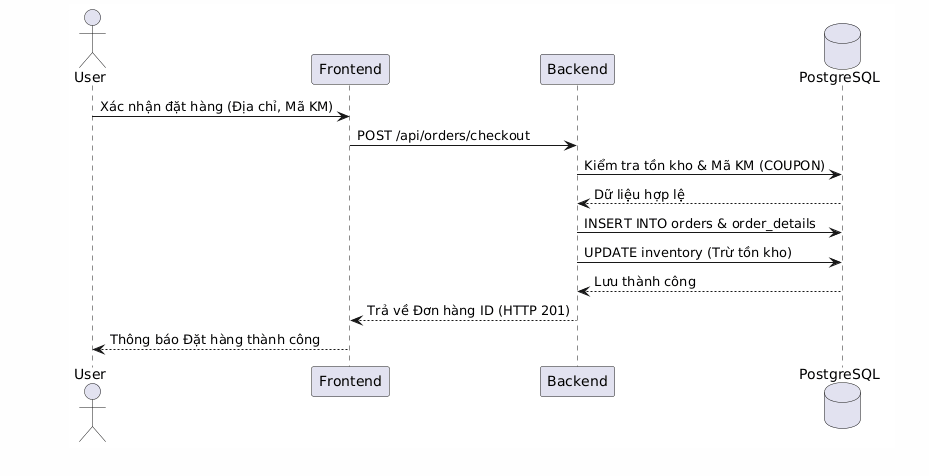 User
Frontend
Backend
PostgreSQL
Xác nhận đặt hàng (Địa chỉ, Mã KM)
POST /api/orders/checkout
Kiểm tra tồn kho & Mã KM (COUPON)
Dữ liệu hợp lệ
INSERT INTO orders & order_details
UPDATE inventory (Trừ tồn kho)
Lưu thành công
Trả về Đơn hàng ID (HTTP 201)
Thông báo Đặt hàng thành công
User
Frontend
Backend
PostgreSQL